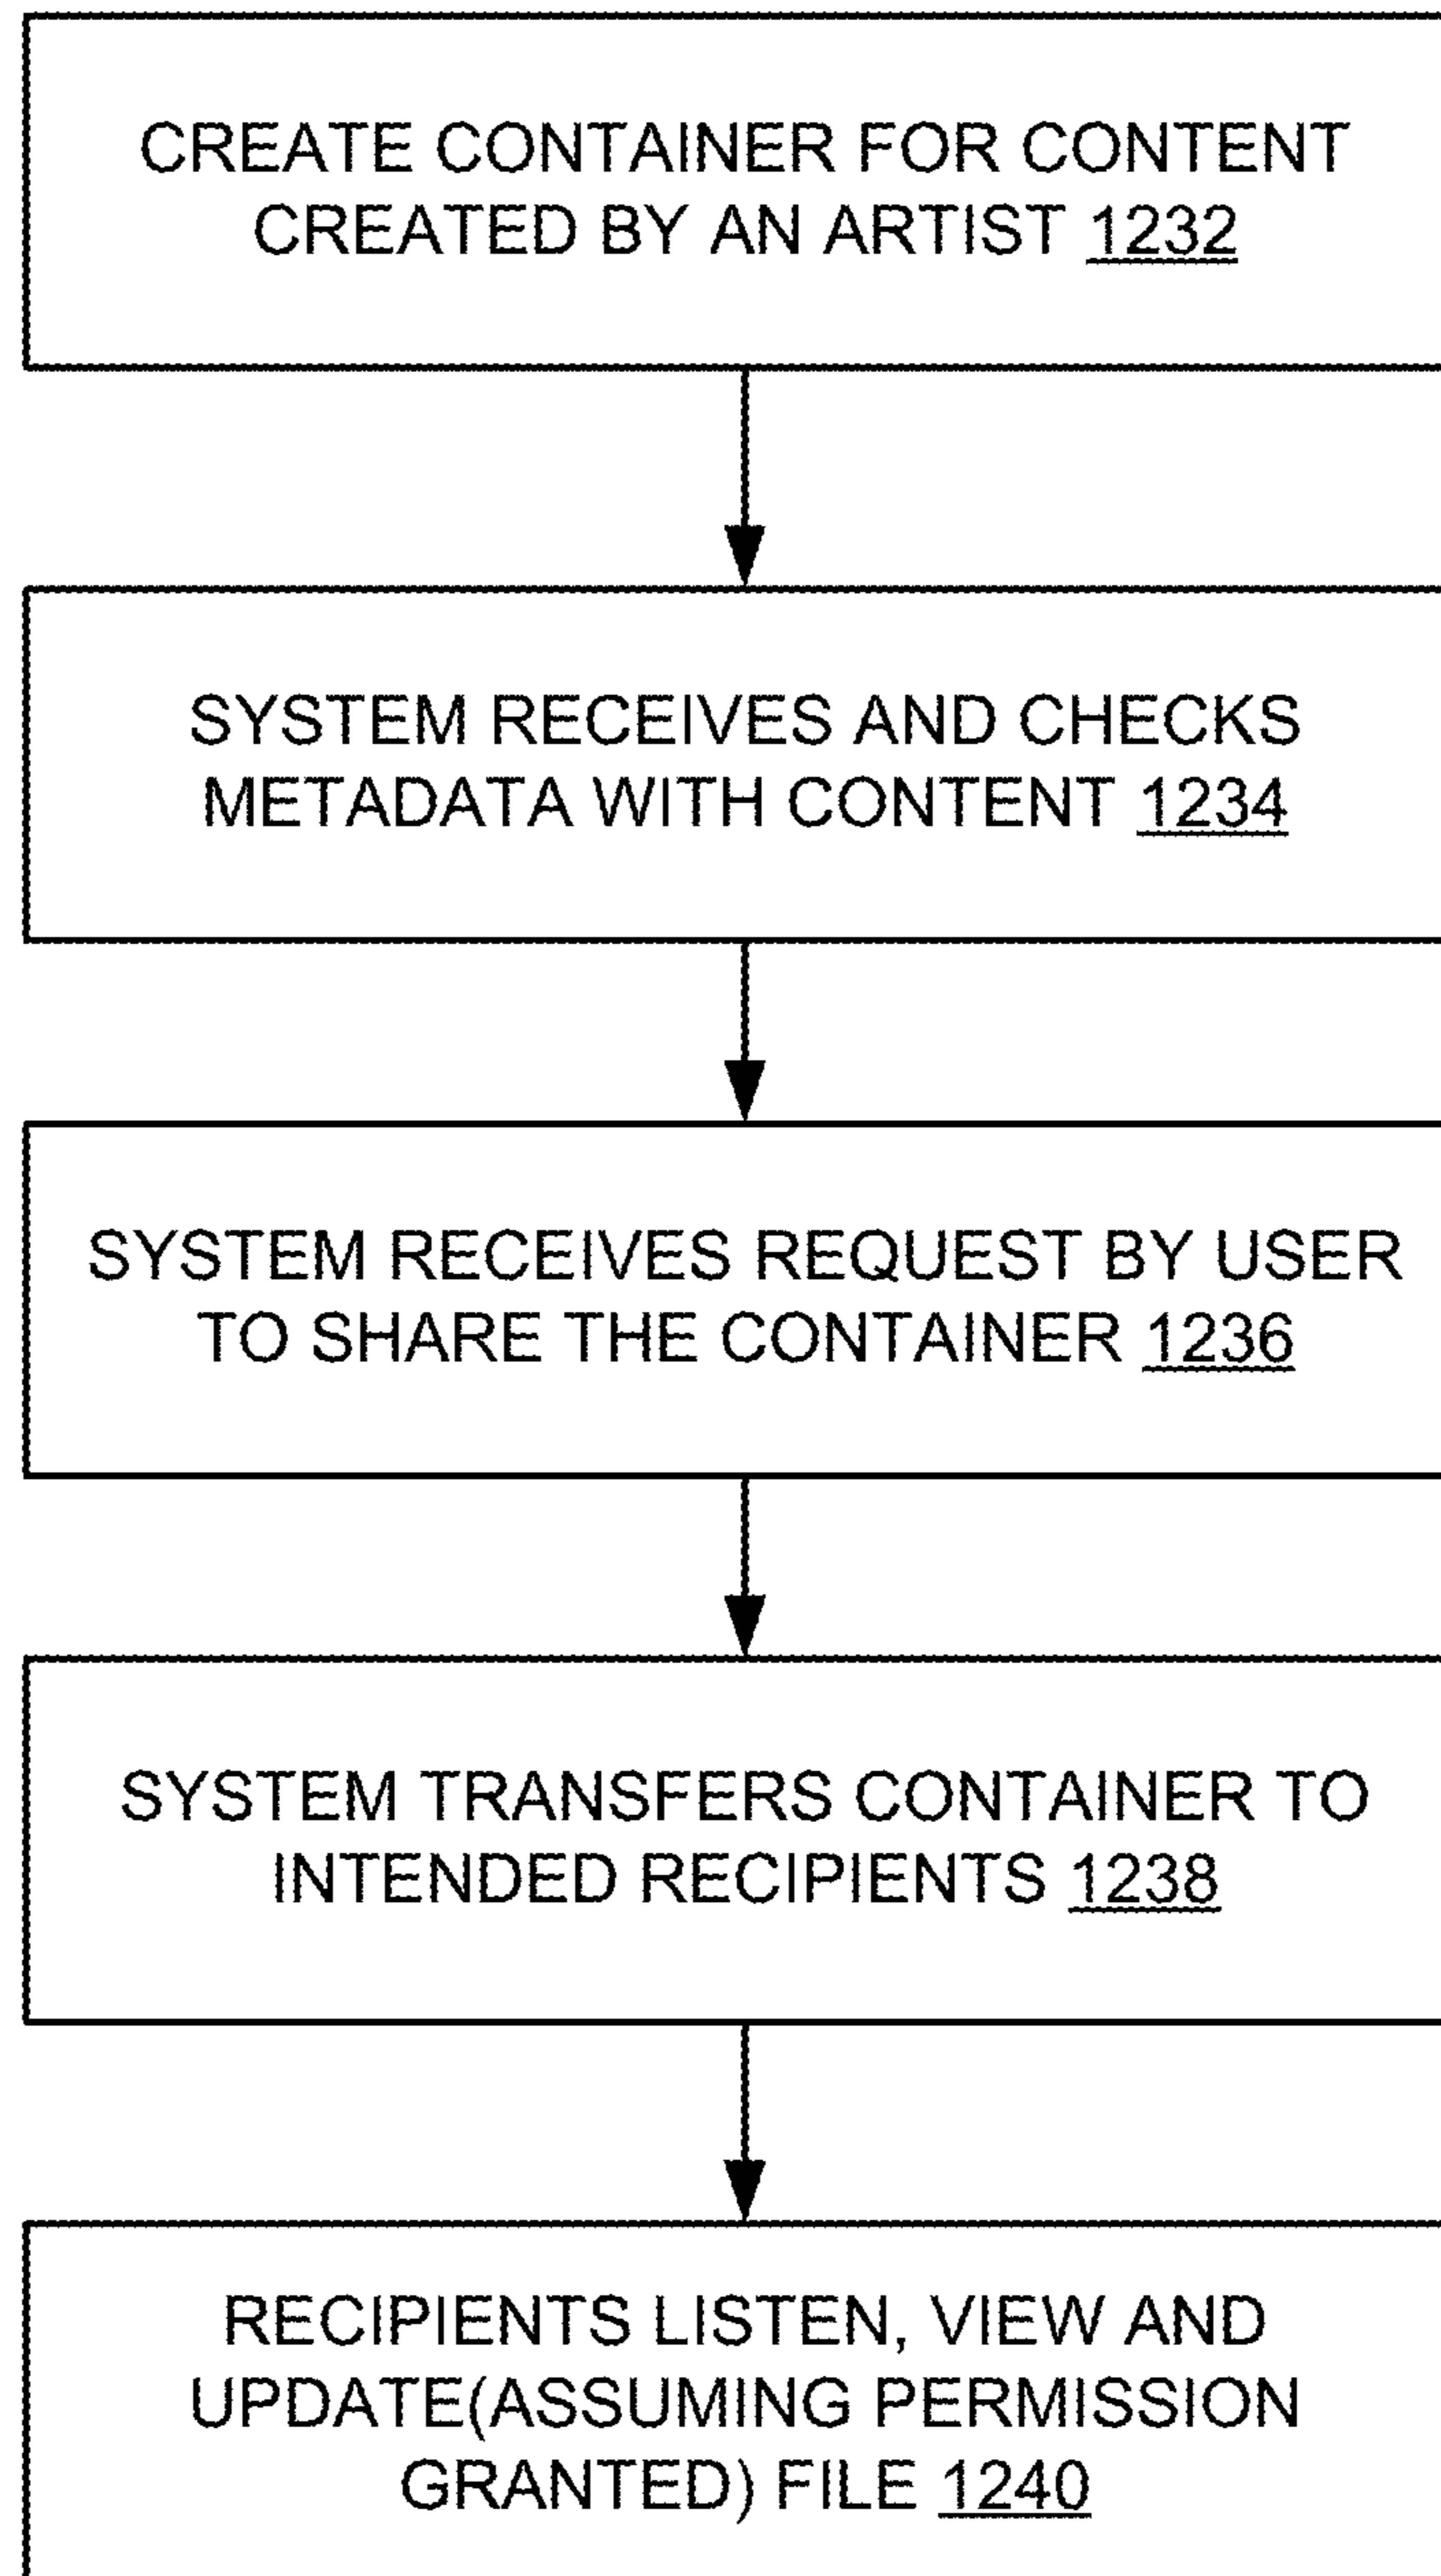 CREATE CONTAINER FOR CONTENT
CREATED BY AN ARTIST 1232
SYSTEM RECEIVES AND CHECKS
METADATA WITH CONTENT 1234
SYSTEM RECEIVES REQUEST BY USER
TO SHARE THE CONTAINER 1236
SYSTEM TRANSFERS CONTAINER TO
INTENDED RECIPIENTS 1238
RECIPIENTS LISTEN, VIEW AND
UPDATE(ASSUMING PERMISSION
GRANTED) FILE 1240